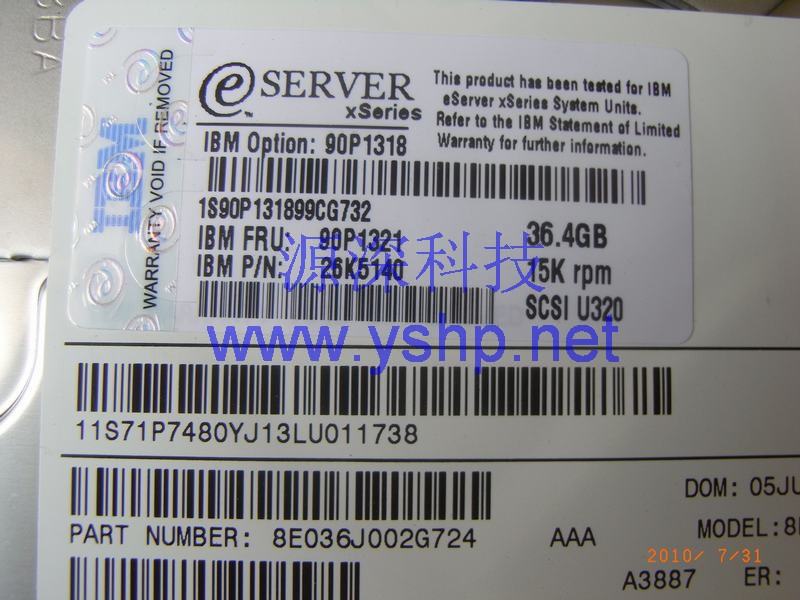 IBM
WARRANTY VOID IF REMOVED
e SERVER
™
xSeries
This product has been tested for IBM
eServer xSeries System Units.
Refer to the IBM Statement of Limited
Warranty for further information.
IBM Option: 90P1318
1S90P131899CG732
IBM FRU: 90P1321
IBM P/N: 26K5140
36.4GB
15K rpm
SCSI U320
源深科技
www.yshp.net
11S71P7480YJ13LU011738
DOM: 05JU
PART NUMBER: 8E036J002G724
AAA
MODEL:8
2010/ 7/31
A3887
ER: